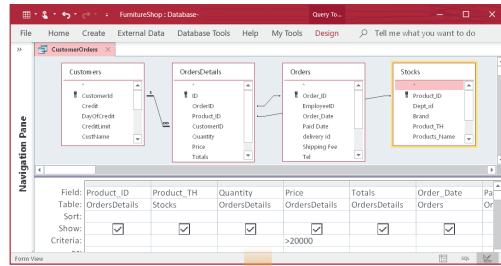 FurnitureShop : Database-
Query To...
File Home Create External Data Database Tools Help My Tools Design Tell me what you want to do
CustomerOrders
Navigation Pane
Customers
*
CustomerId
Credit
DayOfCredit
CreditLimit
CustName
OrdersDetails
*
ID
OrderID
Product_ID
CustomerID
Quantity
Price
Totals
Orders
*
Order_ID
EmployeeID
Order_Date
Paid Date
delivery id
Shipping Fee
Tel
Stocks
*
Product_ID
Dept_id
Brand
Product_TH
Products_Name
1
∞
Field: Product_ID Product_TH Quantity Price Totals Order_Date Pa
Table: OrdersDetails Stocks OrdersDetails OrdersDetails OrdersDetails Orders Or
Sort:
Show:
Criteria: >20000
Form View
SQL